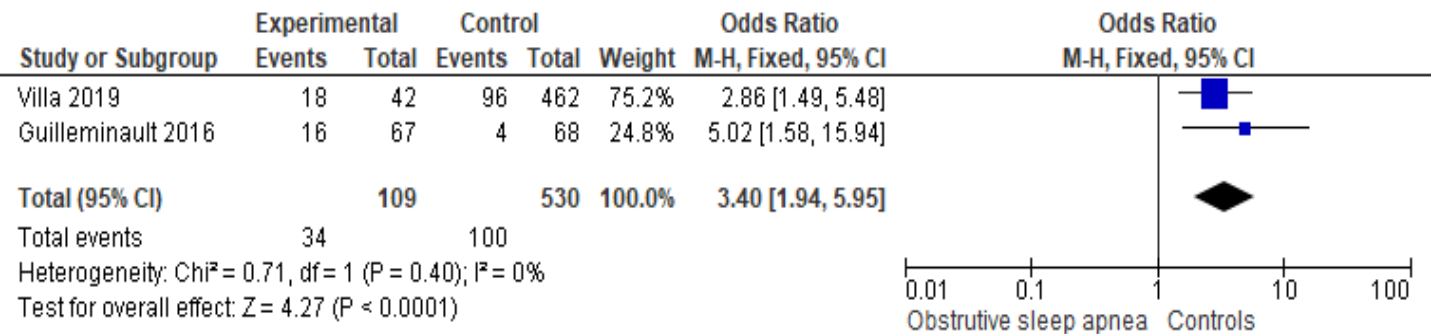 Experimental Control Odds Ratio Odds Ratio
Study or Subgroup Events Total Events Total Weight M-H, Fixed, 95% CI M-H, Fixed, 95% CI
Villa 2019 18 42 96 462 75.2% 2.86 [1.49, 5.48]
Guilleminault 2016 16 67 4 68 24.8% 5.02 [1.58, 15.94]
Total (95% CI) 109 530 100.0% 3.40 [1.94, 5.95]
Total events 34 100
Heterogeneity: Chi² = 0.71, df = 1 (P = 0.40); I² = 0%
Test for overall effect: Z = 4.27 (P < 0.0001)
0.01 0.1 1 10 100
Obstrutive sleep apnea Controls